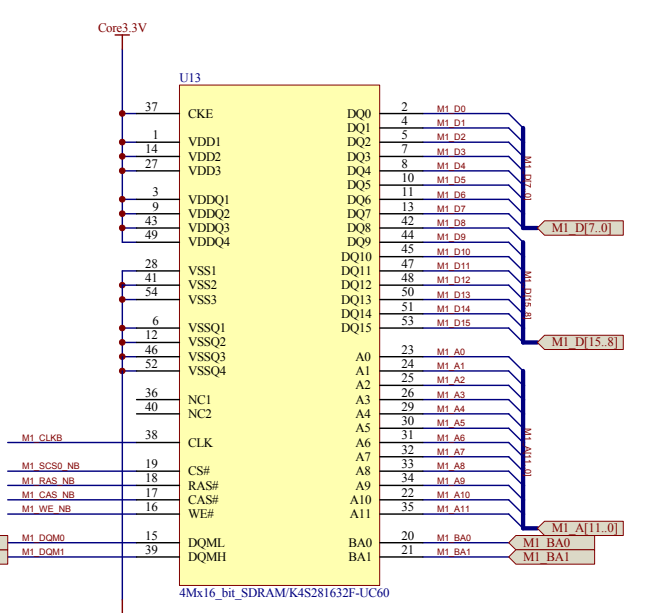 Core3.3V
U13
37 CKE DQ0 2 M1_D0
DQ1 4 M1_D1
1 VDD1 DQ2 5 M1_D2
14 VDD2 DQ3 7 M1_D3
27 VDD3 DQ4 8 M1_D4
DQ5 10 M1_D5
3 VDDQ1 DQ6 11 M1_D6
9 VDDQ2 DQ7 13 M1_D7
M1_D[7..0]
43 VDDQ3 DQ8 42 M1_D8 M1_D[7..0]
49 VDDQ4 DQ9 44 M1_D9
DQ10 45 M1_D10
28 VSS1 DQ11 47 M1_D11
41 VSS2 DQ12 48 M1_D12
54 VSS3 DQ13 50 M1_D13
DQ14 51 M1_D14
6 VSSQ1 DQ15 53 M1_D15
M1_D[15..8]
12 VSSQ2 M1_D[15..8]
46 VSSQ3 A0 23 M1_A0
52 VSSQ4 A1 24 M1_A1
A2 25 M1_A2
36 NC1 A3 26 M1_A3
40 NC2 A4 29 M1_A4
A5 30 M1_A5
M1_CLKB 38 CLK A6 31 M1_A6
A7 32 M1_A7
M1_SCS0_NB 19 CS# A8 33 M1_A8
M1_RAS_NB 18 RAS# A9 34 M1_A9
M1_CAS_NB 17 CAS# A10 22 M1_A10
M1_WE_NB 16 WE# A11 35 M1_A11
M1_A[11..0]
M1_A[11..0]
M1_DQM0 15 DQML BA0 20 M1_BA0 M1_BA0
M1_DQM1 39 DQMH BA1 21 M1_BA1 M1_BA1
4Mx16_bit_SDRAM/K4S281632F-UC60